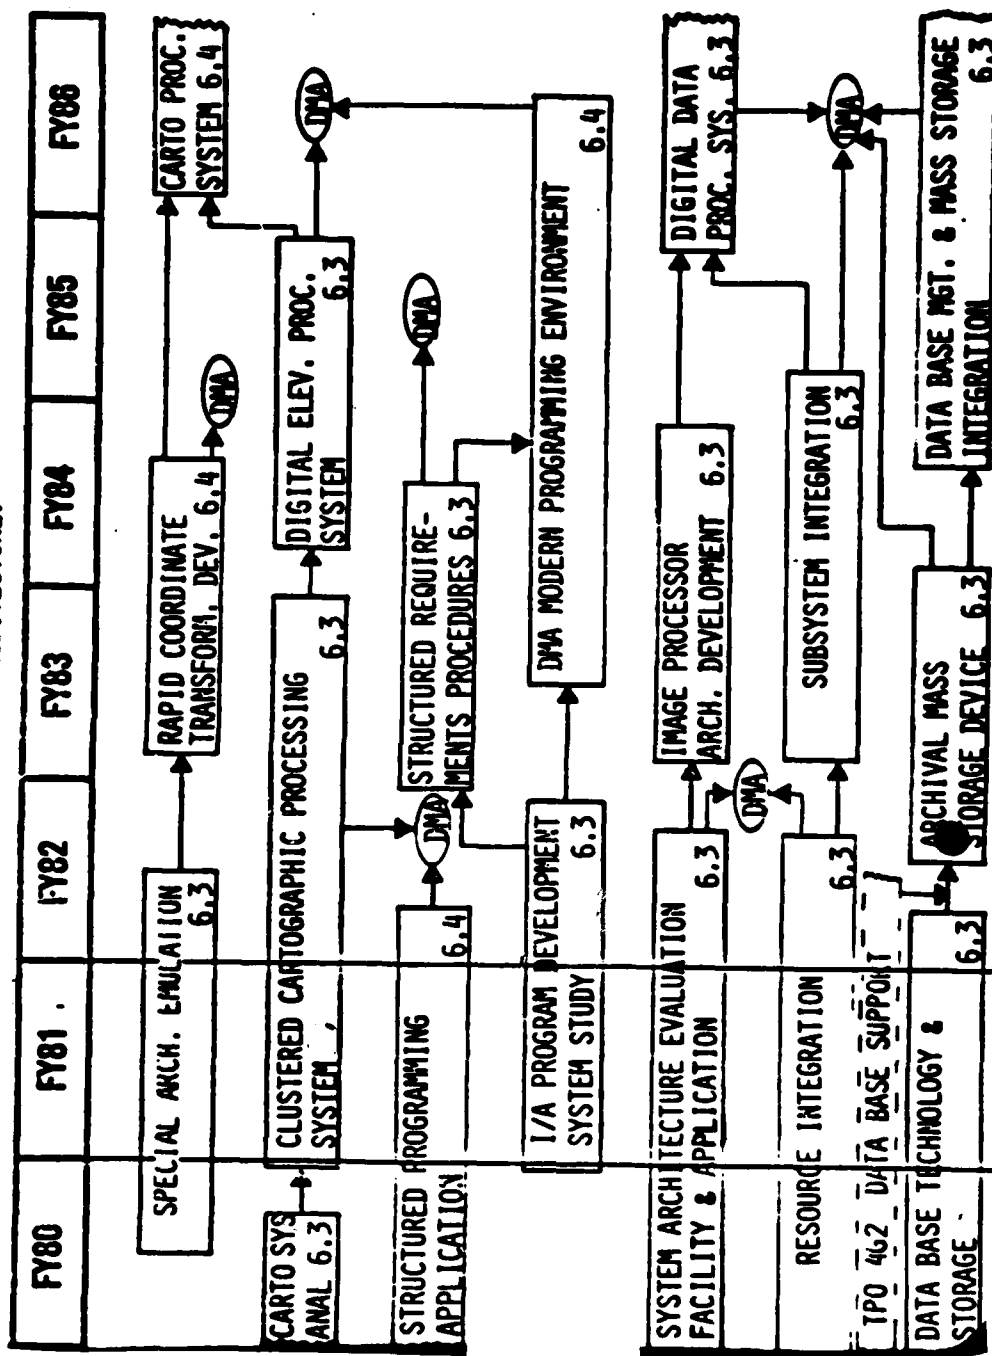 FY80
FY81
FY82
FY83
FY84
FY85
FY86
SPECIAL ARCH. EMULATION
6.3
RAPID COORDINATE
TRANSFORM. DEV. 6.4
DMA
CARTO PROC.
SYSTEM 6.4
CARTO SYS
ANAL 6.3
CLUSTERED CARTOGRAPHIC PROCESSING
SYSTEM
6.3
DIGITAL ELEV. PROC.
SYSTEM
6.3
DMA
STRUCTURED PROGRAMMING
APPLICATION
6.4
DMA
STRUCTURED REQUIRE-
MENTS PROCEDURES 6.3
DMA
I/A PROGRAM DEVELOPMENT
SYSTEM STUDY
6.3
DMA MODERN PROGRAMMING ENVIRONMENT
6.4
SYSTEM ARCHITECTURE EVALUATION
FACILITY & APPLICATION
6.3
DMA
IMAGE PROCESSOR
ARCH. DEVELOPMENT 6.3
DIGITAL DATA
PROC. SYS. 6.3
RESOURCE INTEGRATION
6.3
SUBSYSTEM INTEGRATION
6.3
DMA
TPO 4G2 DATA BASE SUPPORT
DATA BASE TECHNOLOGY &
STORAGE
6.3
ARCHIVAL MASS
STORAGE DEVICE 6.3
DATA BASE MGT. & MASS STORAGE
INTEGRATION
6.3